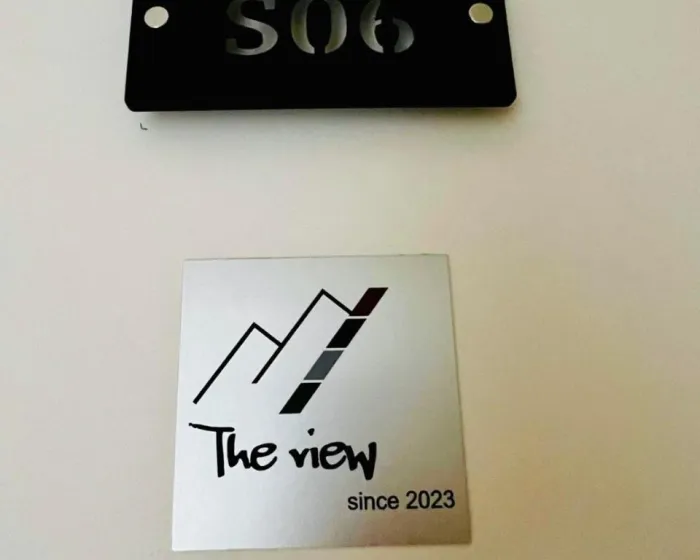 S06
The view
since 2023